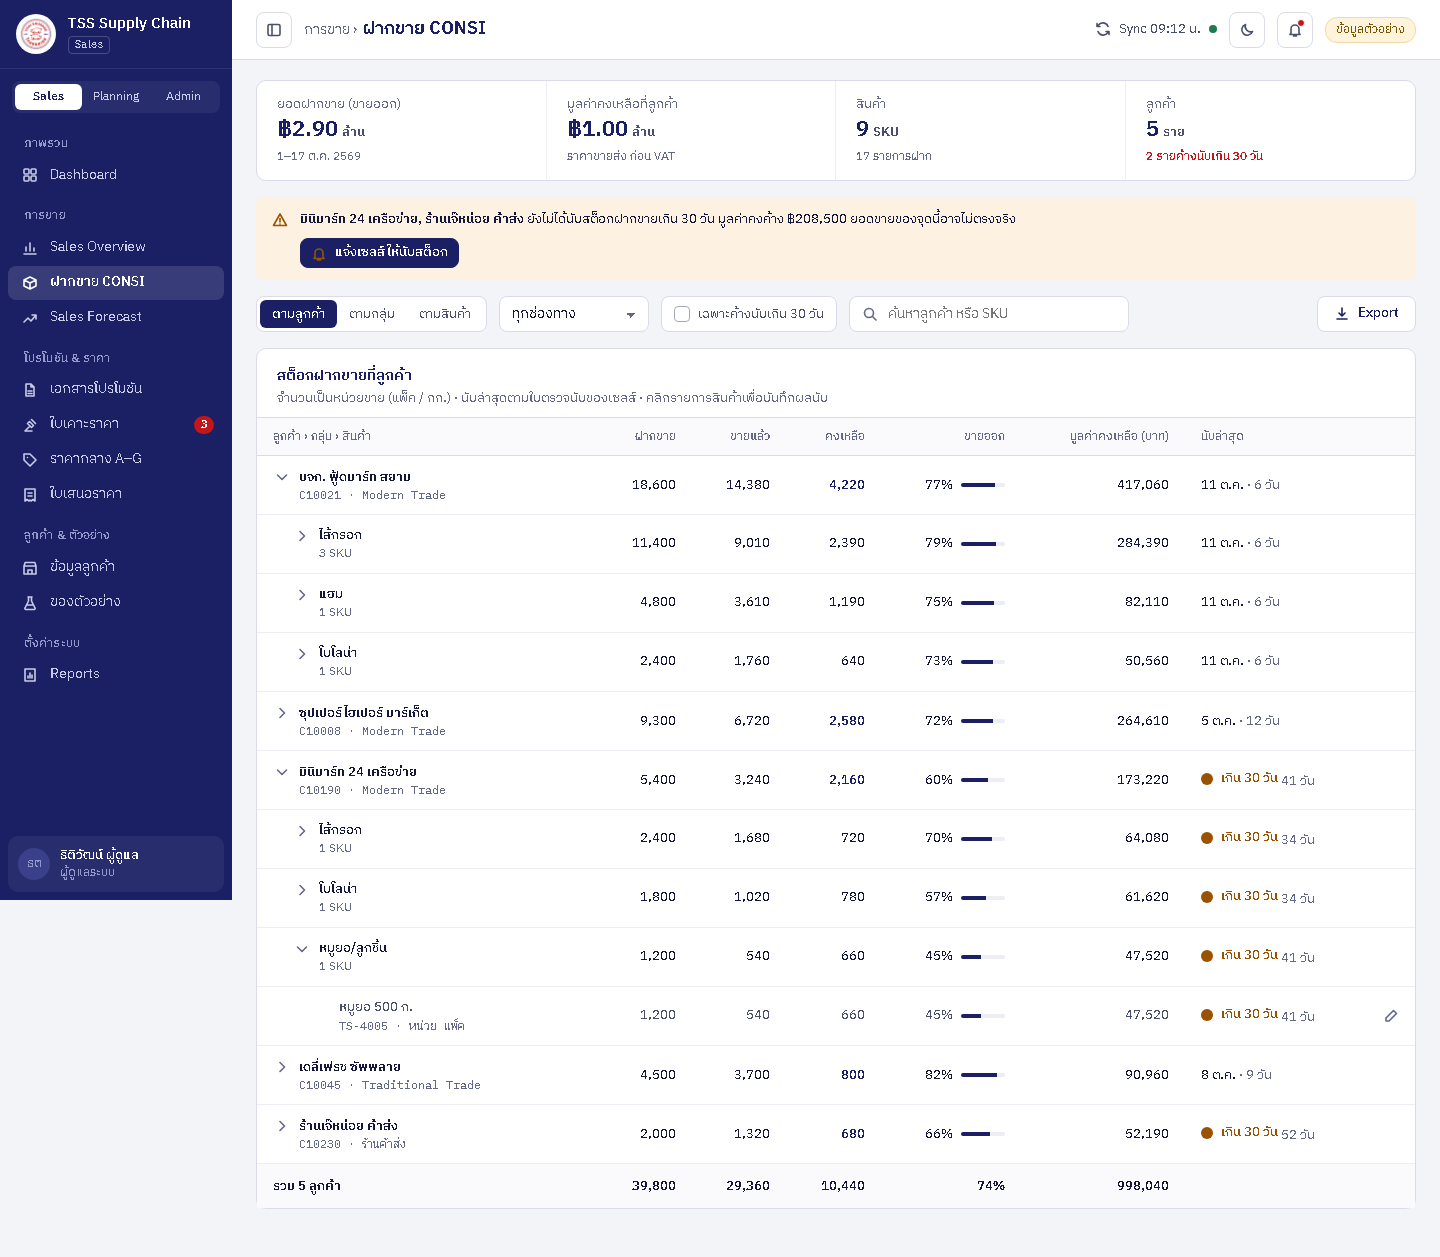 TSS Supply Chain
Sales
Sales Planning Admin
ภาพรวม
Dashboard
การขาย
Sales Overview
ฝากขาย CONSI
Sales Forecast
โปรโมชัน & ราคา
เอกสารโปรโมชัน
ใบเคาะราคา 3
ราคากลาง A–G
ใบเสนอราคา
ลูกค้า & ตัวอย่าง
ข้อมูลลูกค้า
ของตัวอย่าง
ตั้งค่าระบบ
Reports
ธต
ธิติวัฒน์ ผู้ดูแล
ผู้ดูแลระบบ
การขาย › ฝากขาย CONSI
Sync 09:12 น.
ข้อมูลตัวอย่าง
ยอดฝากขาย (ขายออก)
฿2.90 ล้าน
1–17 ต.ค. 2569
มูลค่าคงเหลือที่ลูกค้า
฿1.00 ล้าน
ราคาขายส่ง ก่อน VAT
สินค้า
9 SKU
17 รายการฝาก
ลูกค้า
5 ราย
2 รายค้างนับเกิน 30 วัน
มินิมาร์ท 24 เครือข่าย, ร้านเจ๊หน่อย ค้าส่ง ยังไม่ได้นับสต็อกฝากขายเกิน 30 วัน มูลค่าคงค้าง ฿208,500 ยอดขายของจุดนี้อาจไม่ตรงจริง
แจ้งเซลส์ให้นับสต็อก
ตามลูกค้า ตามกลุ่ม ตามสินค้า
ทุกช่องทาง
เฉพาะค้างนับเกิน 30 วัน
ค้นหาลูกค้า หรือ SKU
Export
สต็อกฝากขายที่ลูกค้า
จำนวนเป็นหน่วยขาย (แพ็ค / กก.) · นับล่าสุดตามใบตรวจนับของเซลส์ · คลิกรายการสินค้าเพื่อบันทึกผลนับ
ลูกค้า › กลุ่ม › สินค้า ฝากขาย ขายแล้ว คงเหลือ ขายออก มูลค่าคงเหลือ (บาท) นับล่าสุด
บจก. ฟู้ดมาร์ท สยาม 18,600 14,380 4,220 77% 417,060 11 ต.ค. · 6 วัน
C10021 · Modern Trade
ไส้กรอก 11,400 9,010 2,390 79% 284,390 11 ต.ค. · 6 วัน
3 SKU
แฮม 4,800 3,610 1,190 75% 82,110 11 ต.ค. · 6 วัน
1 SKU
โบโลน่า 2,400 1,760 640 73% 50,560 11 ต.ค. · 6 วัน
1 SKU
ซุปเปอร์ไฮเปอร์ มาร์เก็ต 9,300 6,720 2,580 72% 264,610 5 ต.ค. · 12 วัน
C10008 · Modern Trade
มินิมาร์ท 24 เครือข่าย 5,400 3,240 2,160 60% 173,220 เกิน 30 วัน 41 วัน
C10190 · Modern Trade
ไส้กรอก 2,400 1,680 720 70% 64,080 เกิน 30 วัน 34 วัน
1 SKU
โบโลน่า 1,800 1,020 780 57% 61,620 เกิน 30 วัน 34 วัน
1 SKU
หมูยอ/ลูกชิ้น 1,200 540 660 45% 47,520 เกิน 30 วัน 41 วัน
1 SKU
หมูยอ 500 ก. 1,200 540 660 45% 47,520 เกิน 30 วัน 41 วัน
TS-4005 · หน่วย แพ็ค
เดลี่เฟรช ซัพพลาย 4,500 3,700 800 82% 90,960 8 ต.ค. · 9 วัน
C10045 · Traditional Trade
ร้านเจ๊หน่อย ค้าส่ง 2,000 1,320 680 66% 52,190 เกิน 30 วัน 52 วัน
C10230 · ร้านค้าส่ง
รวม 5 ลูกค้า 39,800 29,360 10,440 74% 998,040